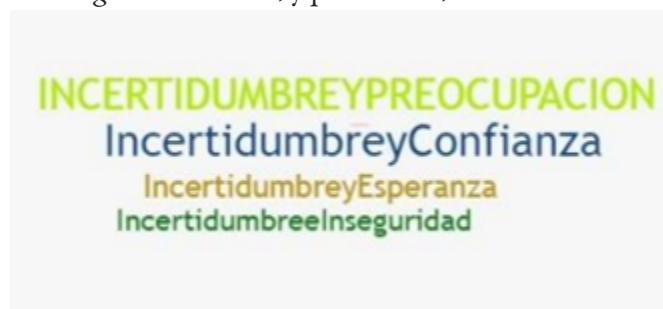 INCERTIDUMBREYPREOCUPACION
IncertidumbreyConfianza
IncertidumbreyEsperanza
IncertidumbreeInseguridad